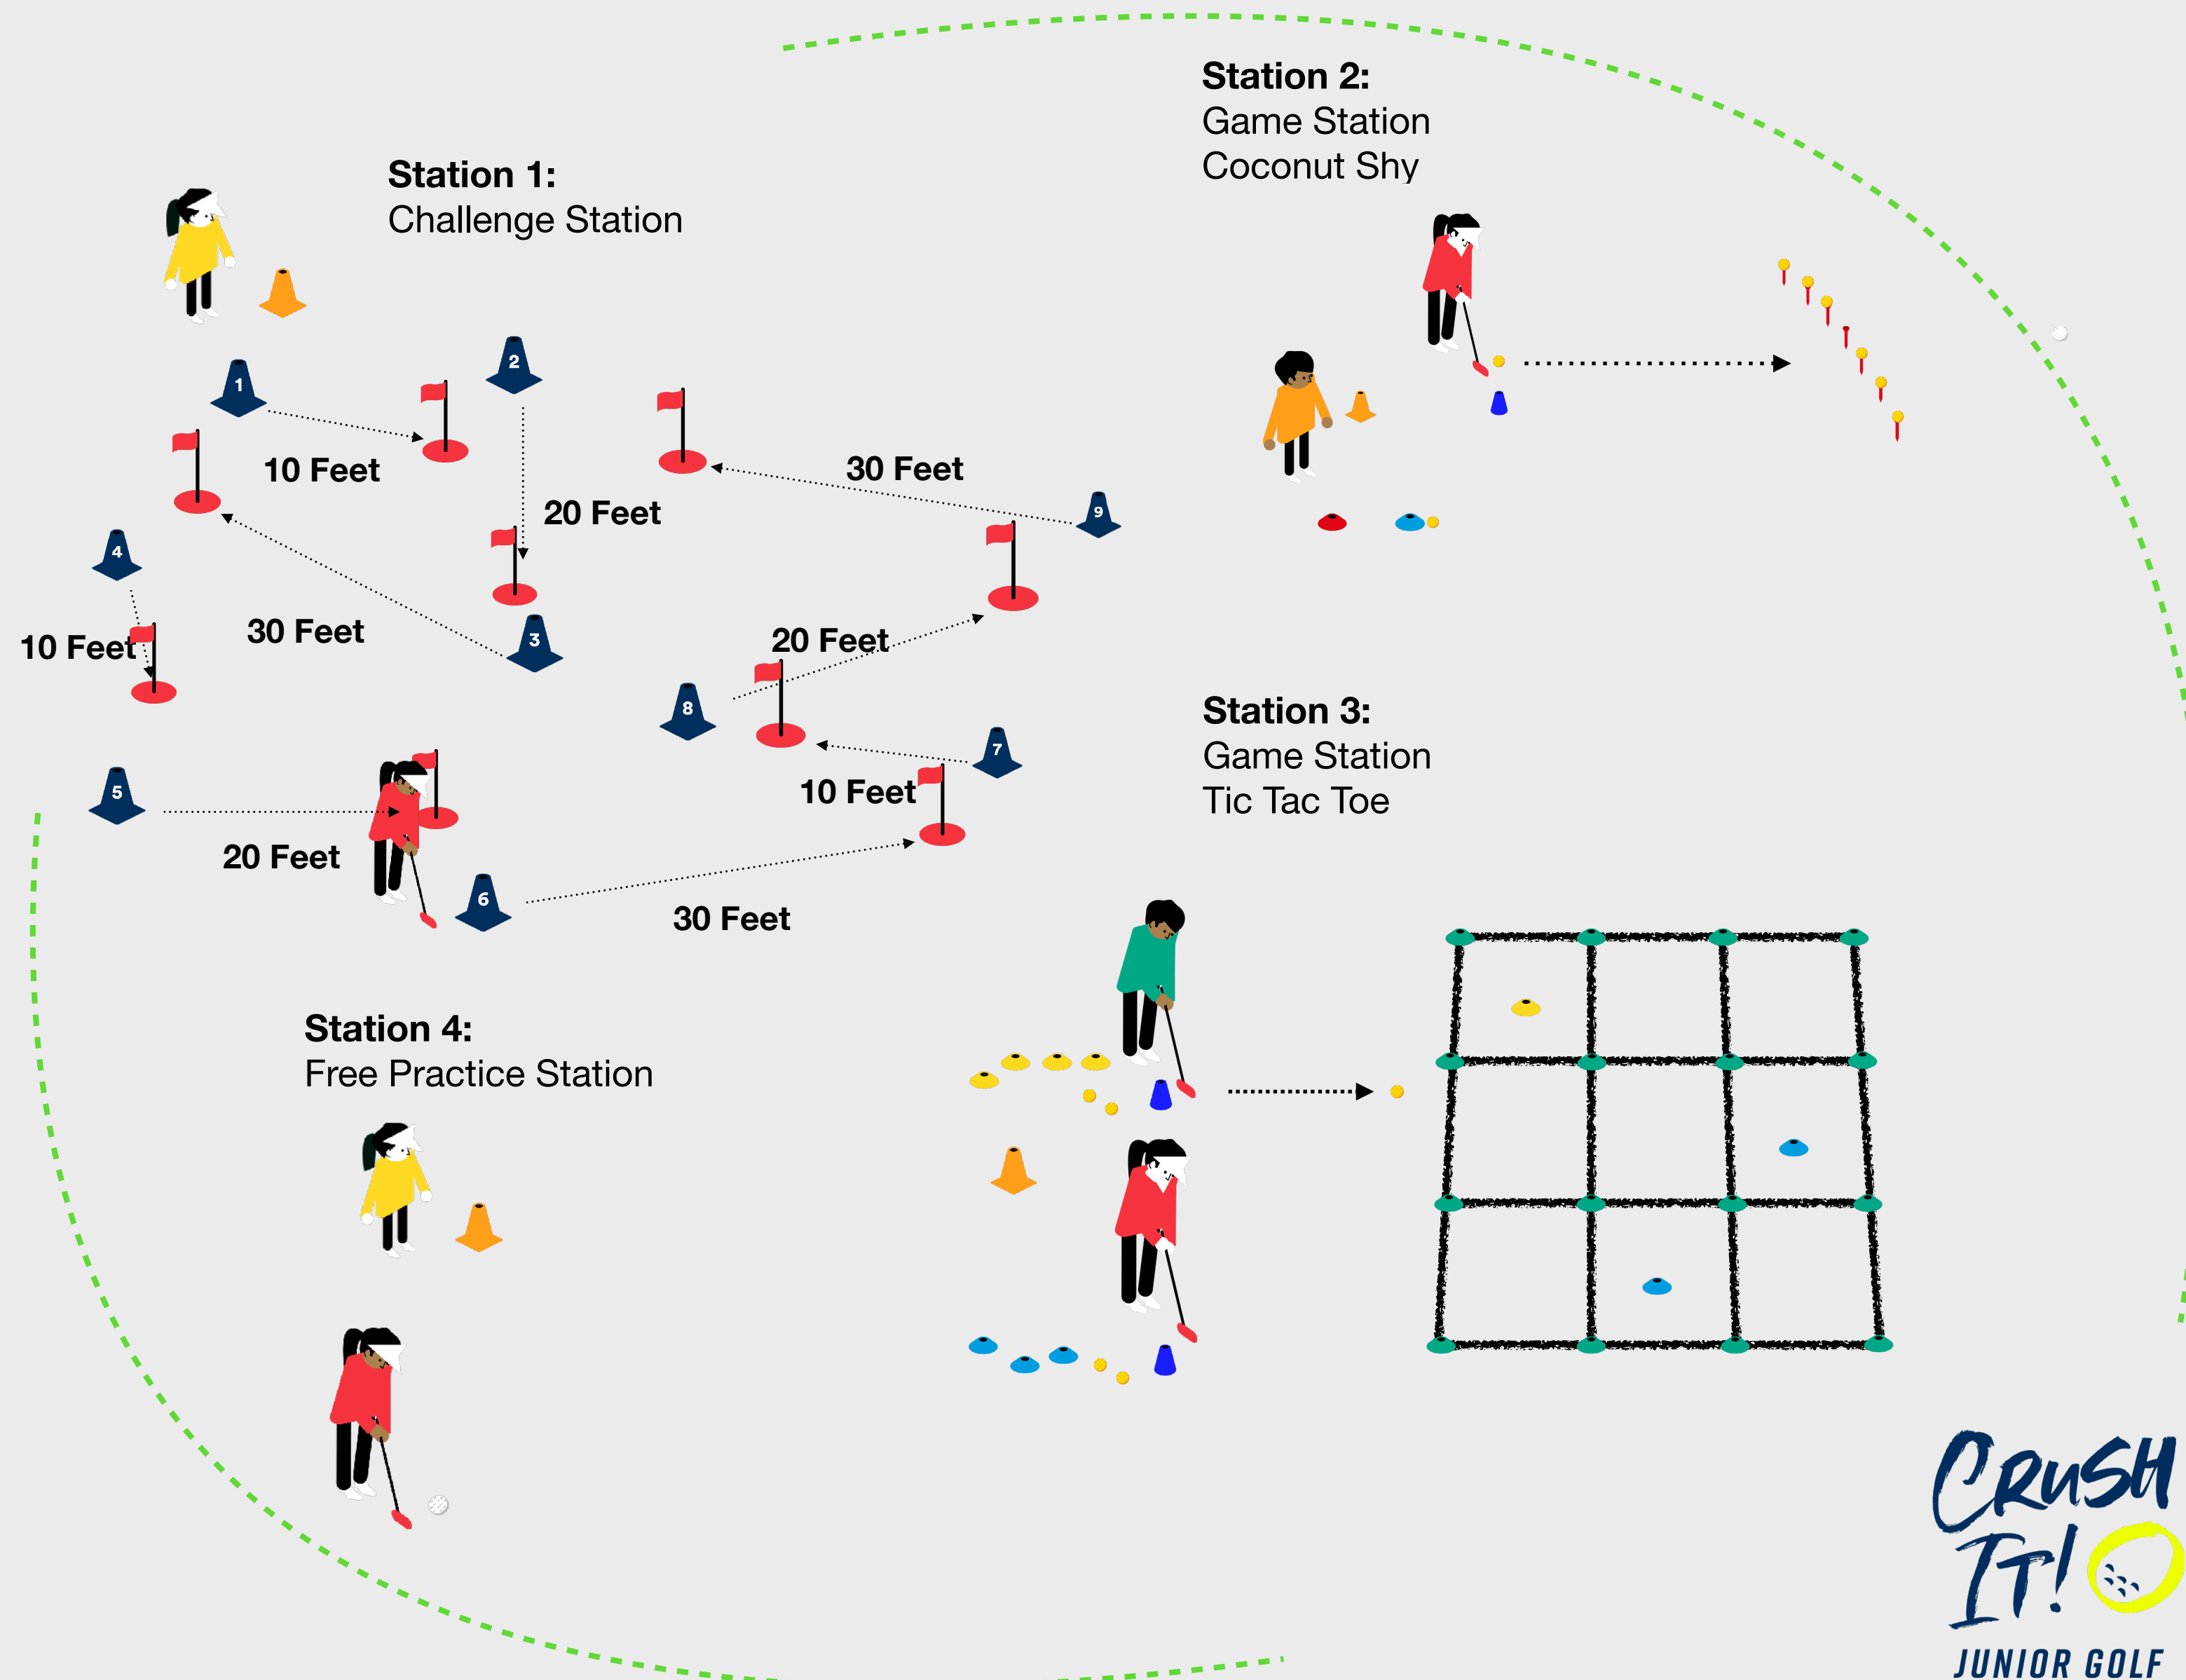 Station 1:
Challenge Station
1
2
10 Feet
20 Feet
30 Feet
9
4
10 Feet
30 Feet
3
20 Feet
8
7
10 Feet
5
20 Feet
6
30 Feet
Station 2:
Game Station
Coconut Shy
Station 3:
Game Station
Tic Tac Toe
Station 4:
Free Practice Station
CRUSH
IT!
JUNIOR GOLF